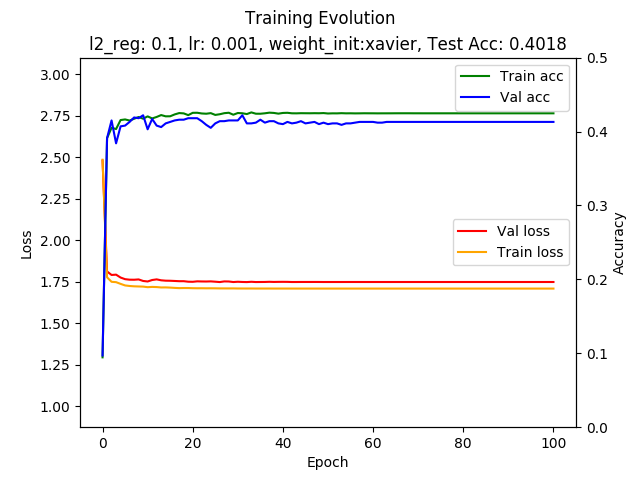 Training Evolution
l2_reg: 0.1, lr: 0.001, weight_init:xavier, Test Acc: 0.4018
3.00
2.75
2.50
2.25
2.00
1.75
1.50
1.25
1.00
Loss
Train acc
Val acc
Val loss
Train loss
0.5
0.4
0.3
0.2
0.1
0.0
Accuracy
0 20 40 60 80 100
Epoch